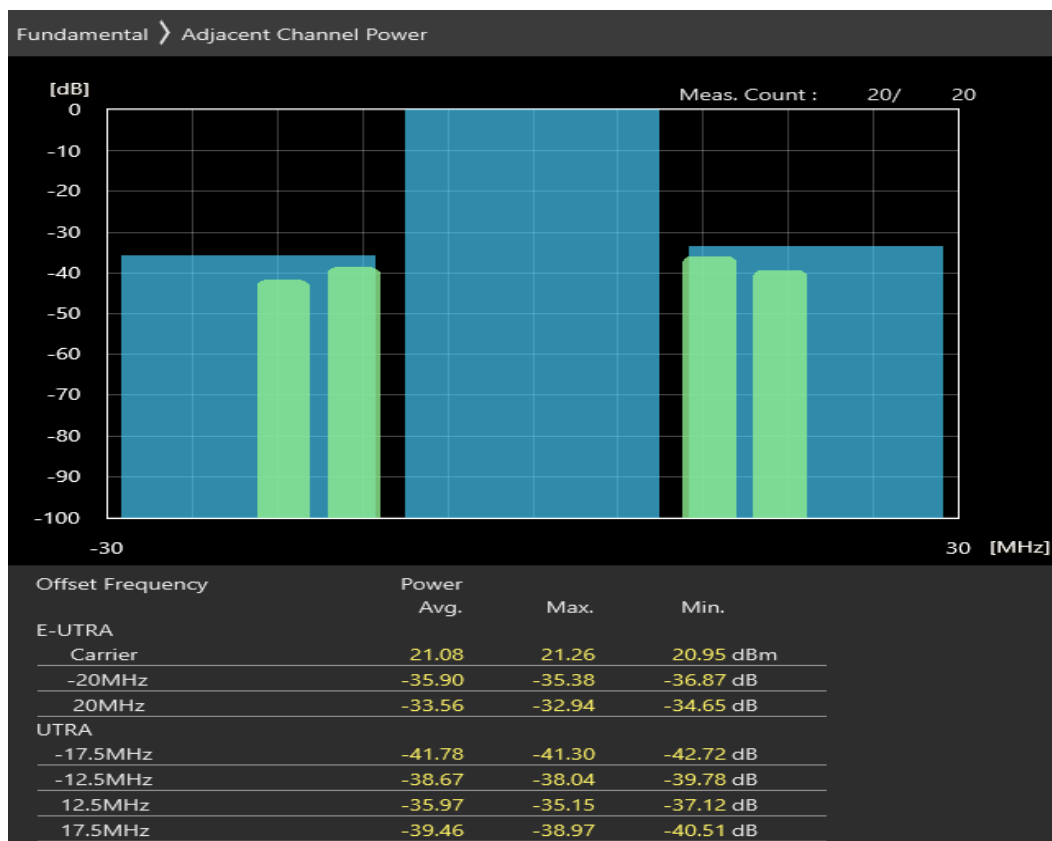 Fundamental ❯ Adjacent Channel Power
[dB]
Meas. Count : 20/ 20
0
-10
-20
-30
-40
-50
-60
-70
-80
-90
-100
-30 30 [MHz]
Offset Frequency Power
Avg. Max. Min.
E-UTRA
Carrier 21.08 21.26 20.95 dBm
-20MHz -35.90 -35.38 -36.87 dB
20MHz -33.56 -32.94 -34.65 dB
UTRA
-17.5MHz -41.78 -41.30 -42.72 dB
-12.5MHz -38.67 -38.04 -39.78 dB
12.5MHz -35.97 -35.15 -37.12 dB
17.5MHz -39.46 -38.97 -40.51 dB